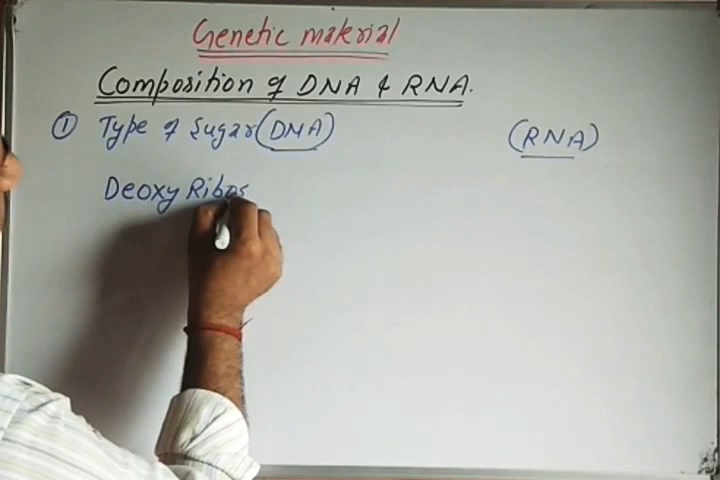 Genetic material
Composition of DNA & RNA.
① Type of Sugar (DNA) (RNA)
Deoxy Ribos